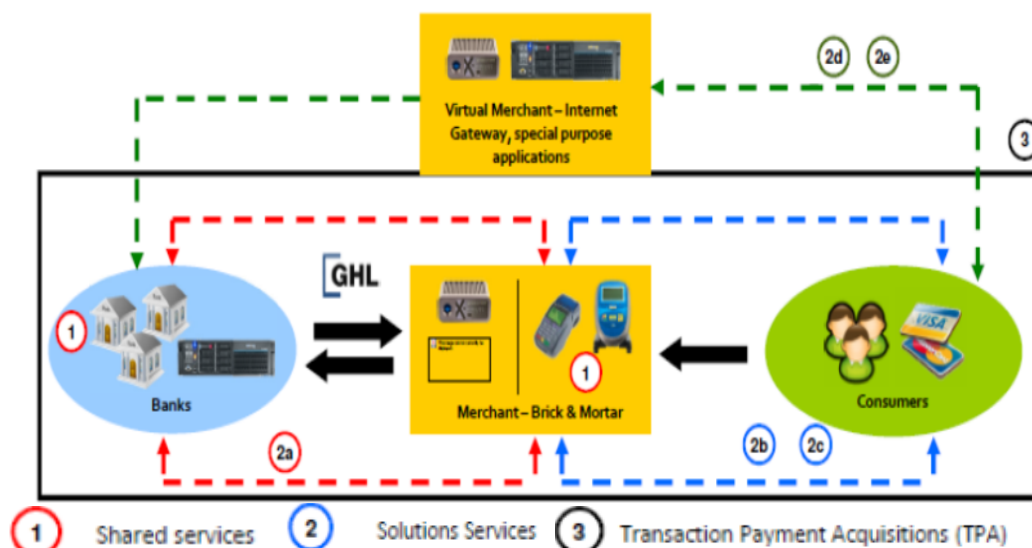 2d 2e
Virtual Merchant – Internet
Gateway, special purpose
applications
3
GHL
1
Banks
1
Merchant – Brick & Mortar
VISA
Consumers
2a
2b 2c
1 Shared services 2 Solutions Services 3 Transaction Payment Acquisitions (TPA)